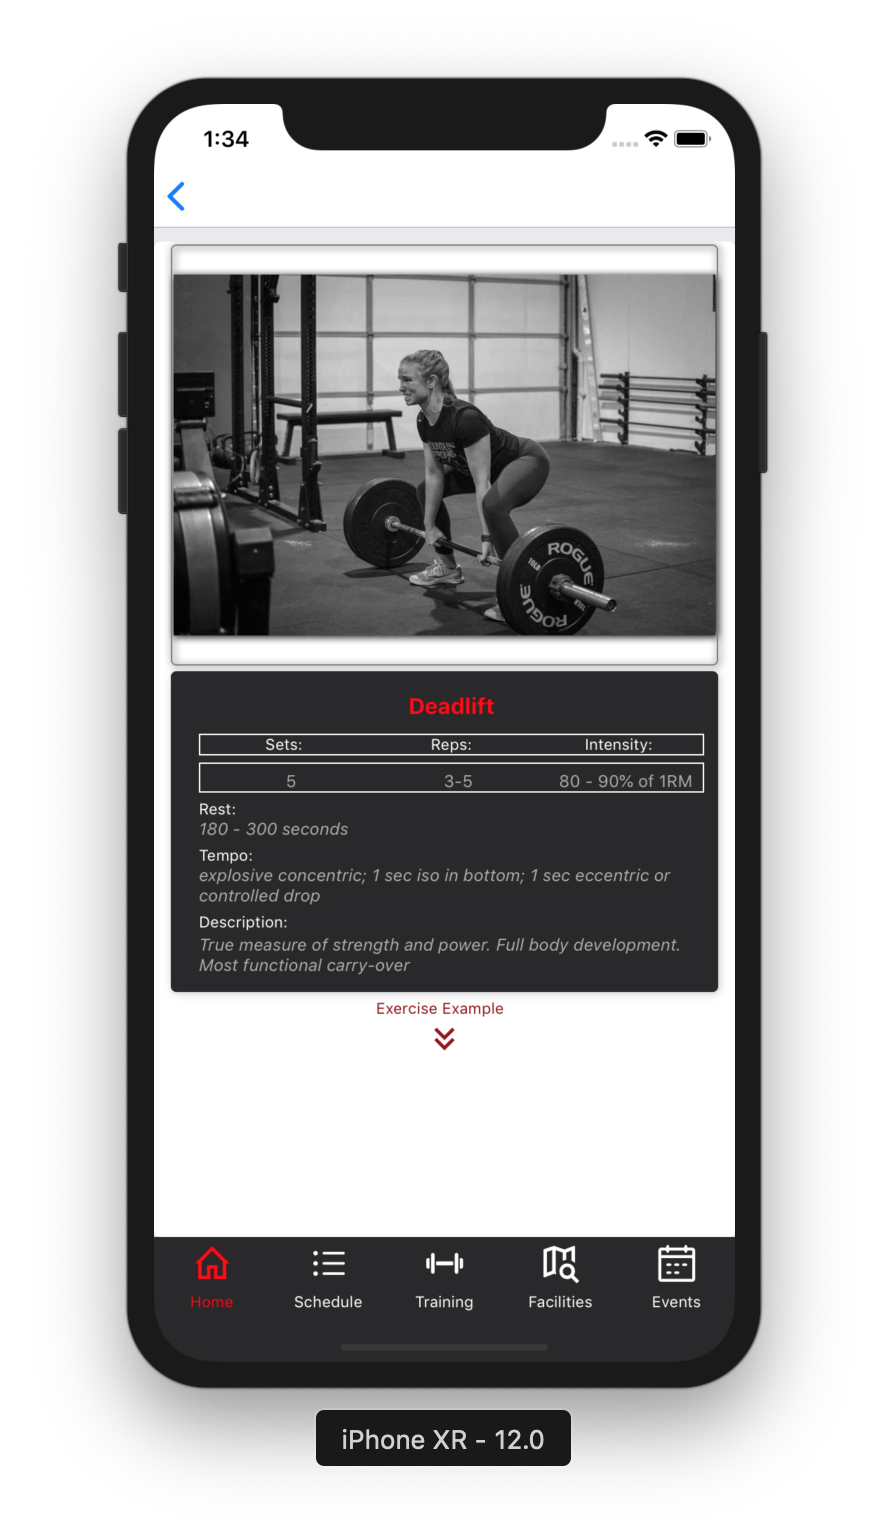 1:34
ROGUE
10LB
ROGUE
10LB
Deadlift
Sets: Reps: Intensity:
5 3-5 80 - 90% of 1RM
Rest:
180 - 300 seconds
Tempo:
explosive concentric; 1 sec iso in bottom; 1 sec eccentric or
controlled drop
Description:
True measure of strength and power. Full body development.
Most functional carry-over
Exercise Example
Home Schedule Training Facilities Events
iPhone XR - 12.0